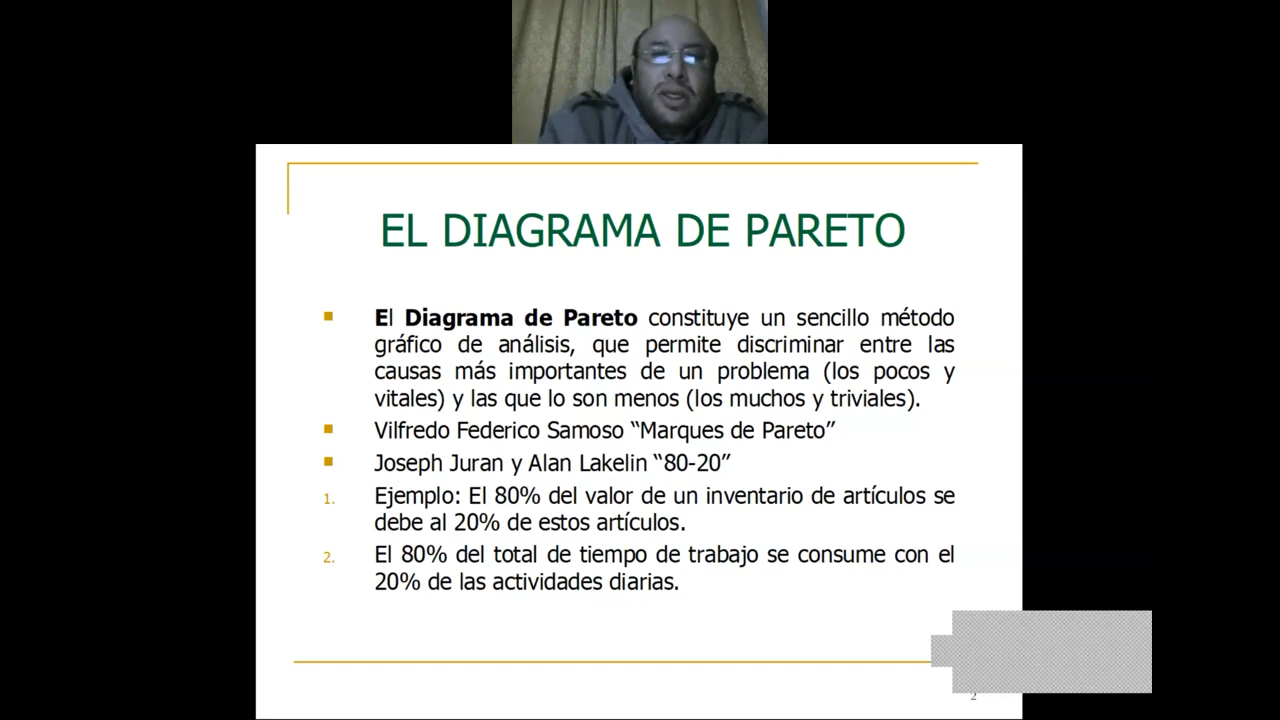 EL DIAGRAMA DE PARETO
El Diagrama de Pareto constituye un sencillo método
gráfico de análisis, que permite discriminar entre las
causas más importantes de un problema (los pocos y
vitales) y las que lo son menos (los muchos y triviales).
Vilfredo Federico Samoso “Marques de Pareto”
Joseph Juran y Alan Lakelin “80-20”
1. Ejemplo: El 80% del valor de un inventario de artículos se
debe al 20% de estos artículos.
2. El 80% del total de tiempo de trabajo se consume con el
20% de las actividades diarias.
2